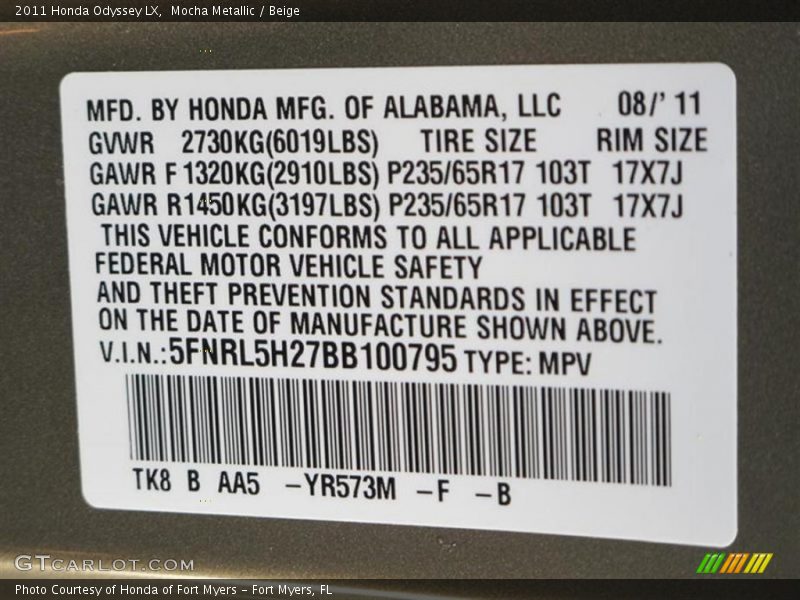 2011 Honda Odyssey LX, Mocha Metallic / Beige
MFD. BY HONDA MFG. OF ALABAMA, LLC 08/' 11
GVWR 2730KG(6019LBS) TIRE SIZE RIM SIZE
GAWR F 1320KG(2910LBS) P235/65R17 103T 17X7J
GAWR R1450KG(3197LBS) P235/65R17 103T 17X7J
THIS VEHICLE CONFORMS TO ALL APPLICABLE
FEDERAL MOTOR VEHICLE SAFETY
AND THEFT PREVENTION STANDARDS IN EFFECT
ON THE DATE OF MANUFACTURE SHOWN ABOVE.
V.I.N.:5FNRL5H27BB100795 TYPE: MPV
TK8 B AA5 -YR573M -F -B
GTCARLOT.COM
Photo Courtesy of Honda of Fort Myers - Fort Myers, FL